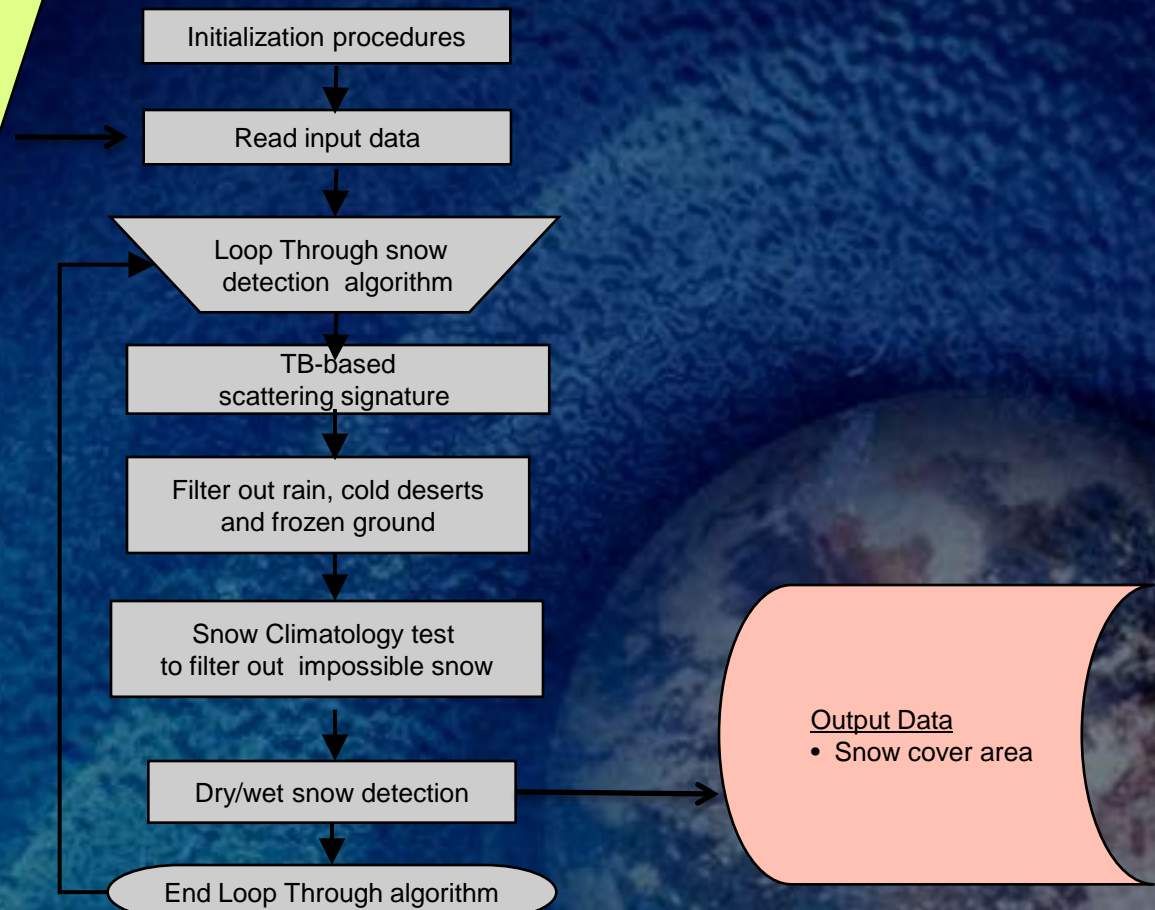 Initialization procedures
Read input data
Loop Through snow
detection algorithm
TB-based
scattering signature
Filter out rain, cold deserts
and frozen ground
Snow Climatology test
to filter out impossible snow
Dry/wet snow detection
End Loop Through algorithm
Output Data
• Snow cover area